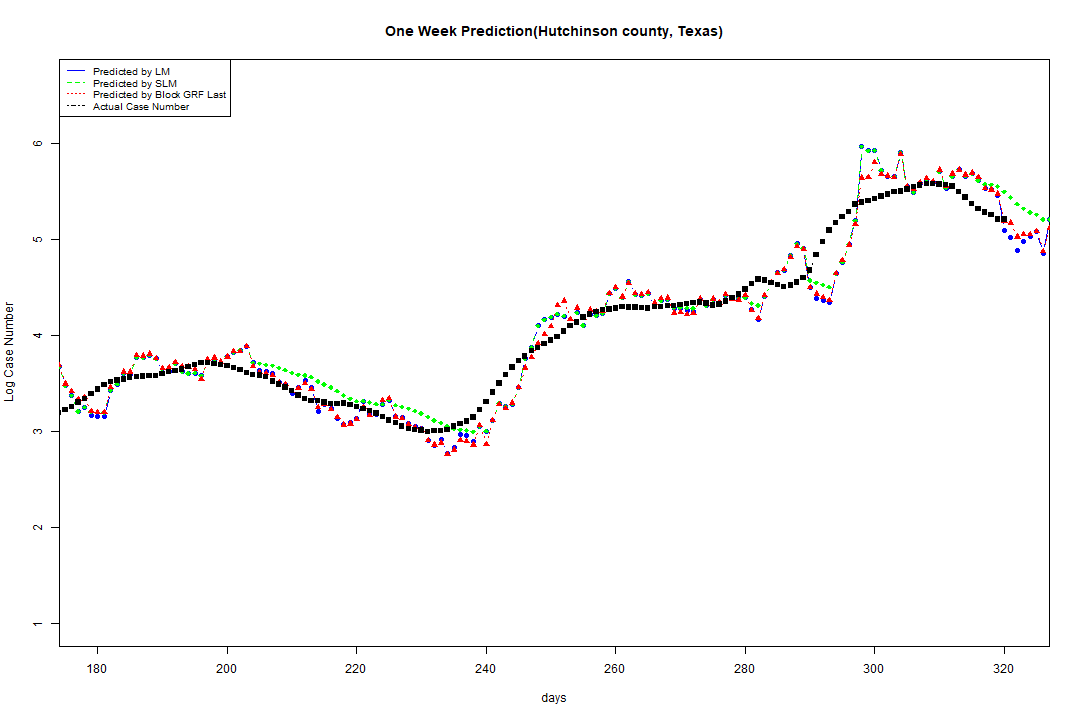 One Week Prediction(Hutchinson county, Texas)
Predicted by LM
Predicted by SLM
Predicted by Block GRF Last
Actual Case Number
6
5
4
3
2
1
Log Case Number
180 200 220 240 260 280 300 320
days